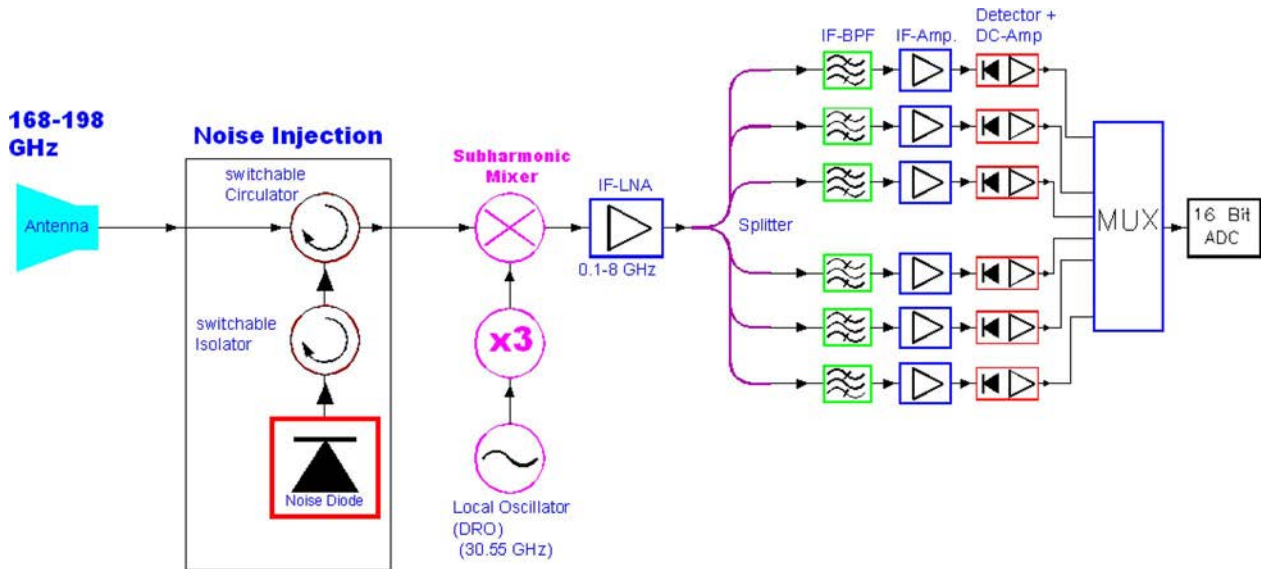 168-198
GHz
Antenna
Noise Injection
switchable
Circulator
switchable
Isolator
Noise Diode
Subharmonic
Mixer
x3
Local Oscillator
(DRO)
(30.55 GHz)
IF-LNA
0.1-8 GHz
Splitter
IF-BPF
IF-Amp.
Detector +
DC-Amp
MUX
16 Bit
ADC